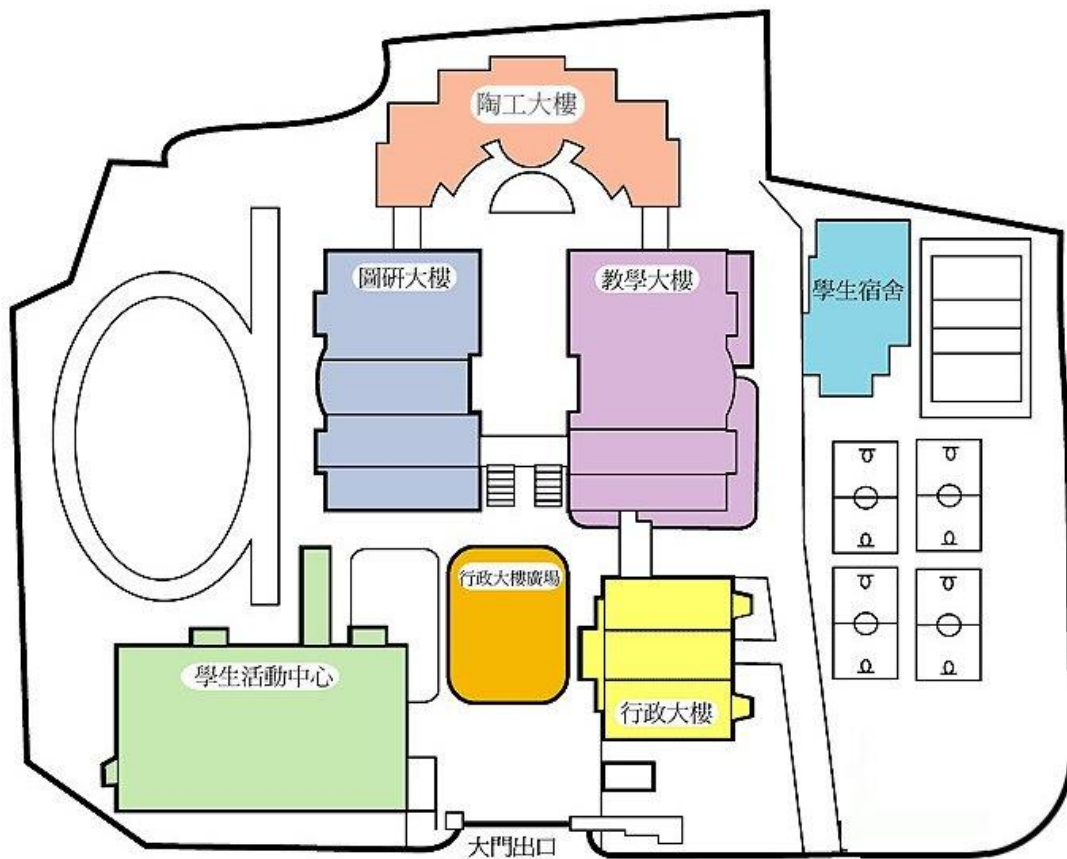 陶工大樓
圖研大樓
教學大樓
學生宿舍
行政大樓廣場
學生活動中心
行政大樓
大門出口